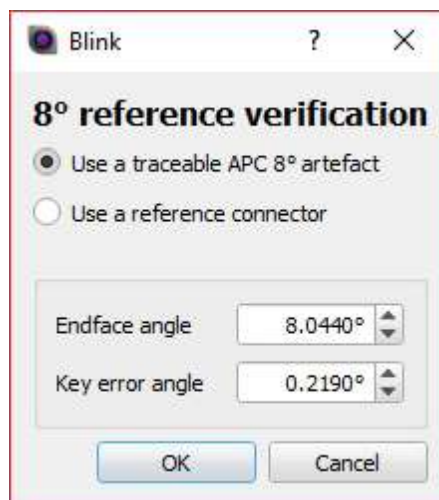 Blink ?
8º reference verification
Use a traceable APC 8° artefact
Use a reference connector
Endface angle 8.0440°
Key error angle 0.2190°
OK Cancel